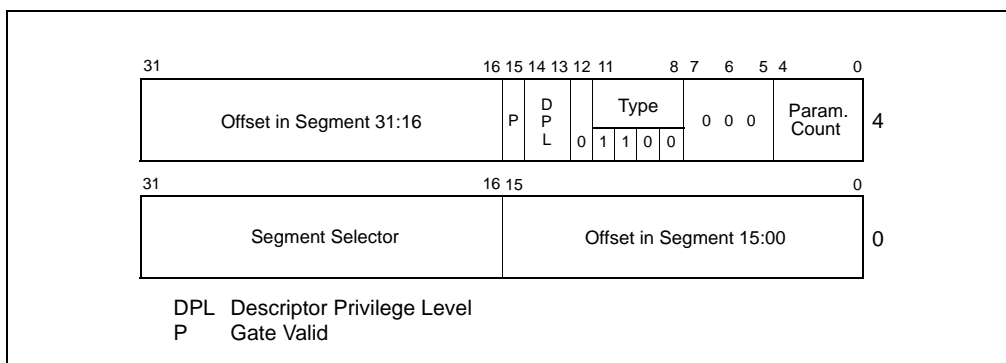 31 16 15 14 13 12 11 8 7 6 5 4 0
Offset in Segment 31:16 P D P L 0 Type 1 1 0 0 0 0 0 Param. Count 4
31 16 15 0
Segment Selector Offset in Segment 15:00 0
DPL Descriptor Privilege Level
P Gate Valid